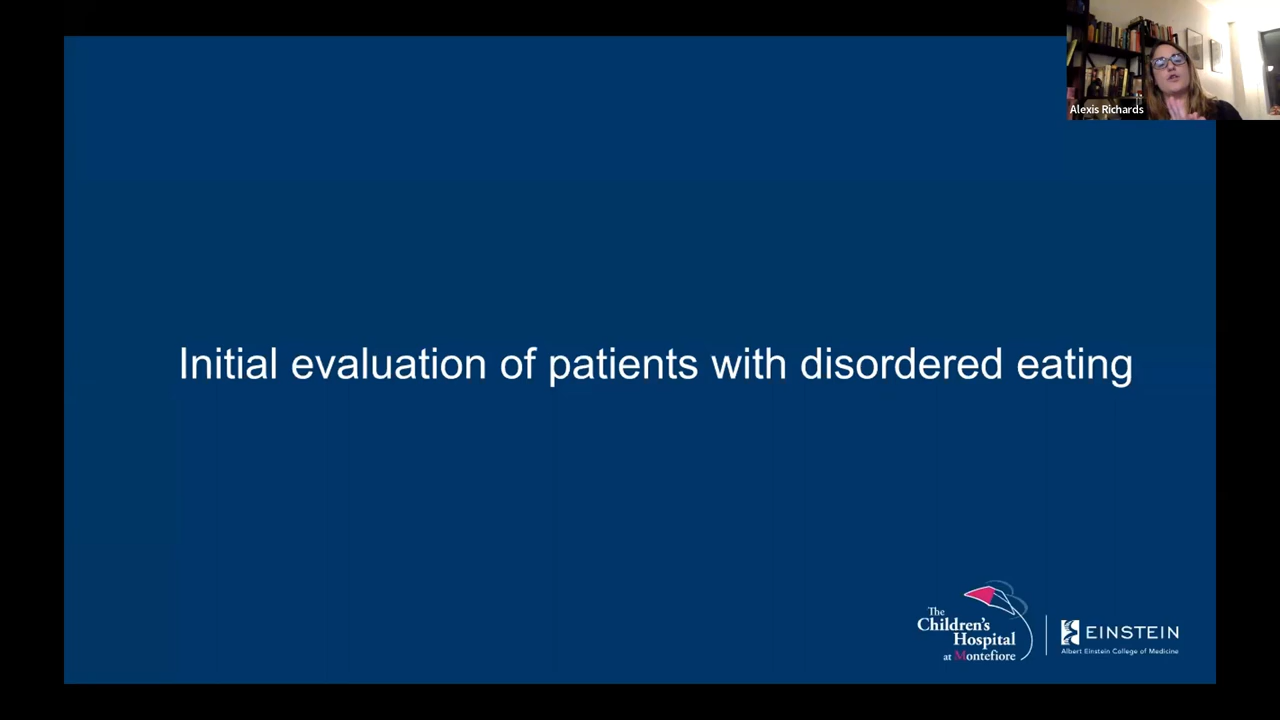 Alexis Richards
Initial evaluation of patients with disordered eating
The
Children's
Hospital
at Montefiore
EINSTEIN
Albert Einstein College of Medicine